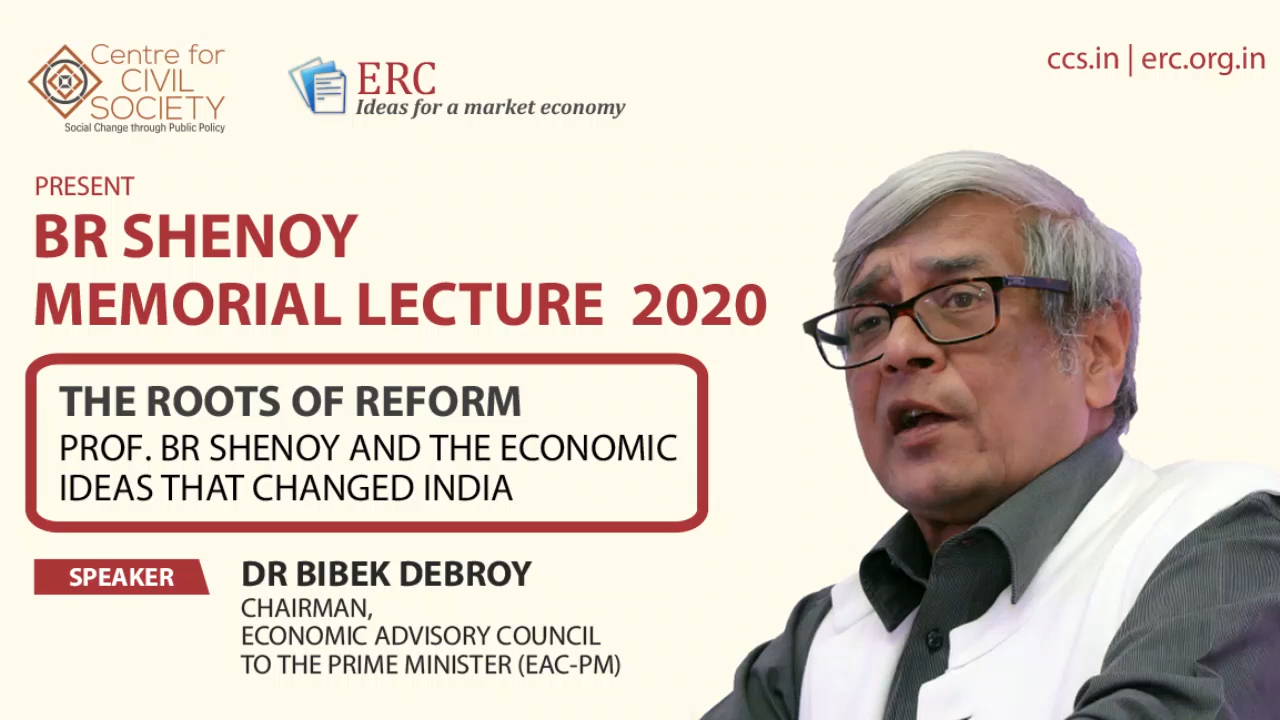 Centre for
CIVIL
SOCIETY
Social Change through Public Policy
ERC
Ideas for a market economy
ccs.in | erc.org.in
PRESENT
BR SHENOY
MEMORIAL LECTURE 2020
THE ROOTS OF REFORM
PROF. BR SHENOY AND THE ECONOMIC
IDEAS THAT CHANGED INDIA
SPEAKER
DR BIBEK DEBROY
CHAIRMAN,
ECONOMIC ADVISORY COUNCIL
TO THE PRIME MINISTER (EAC-PM)